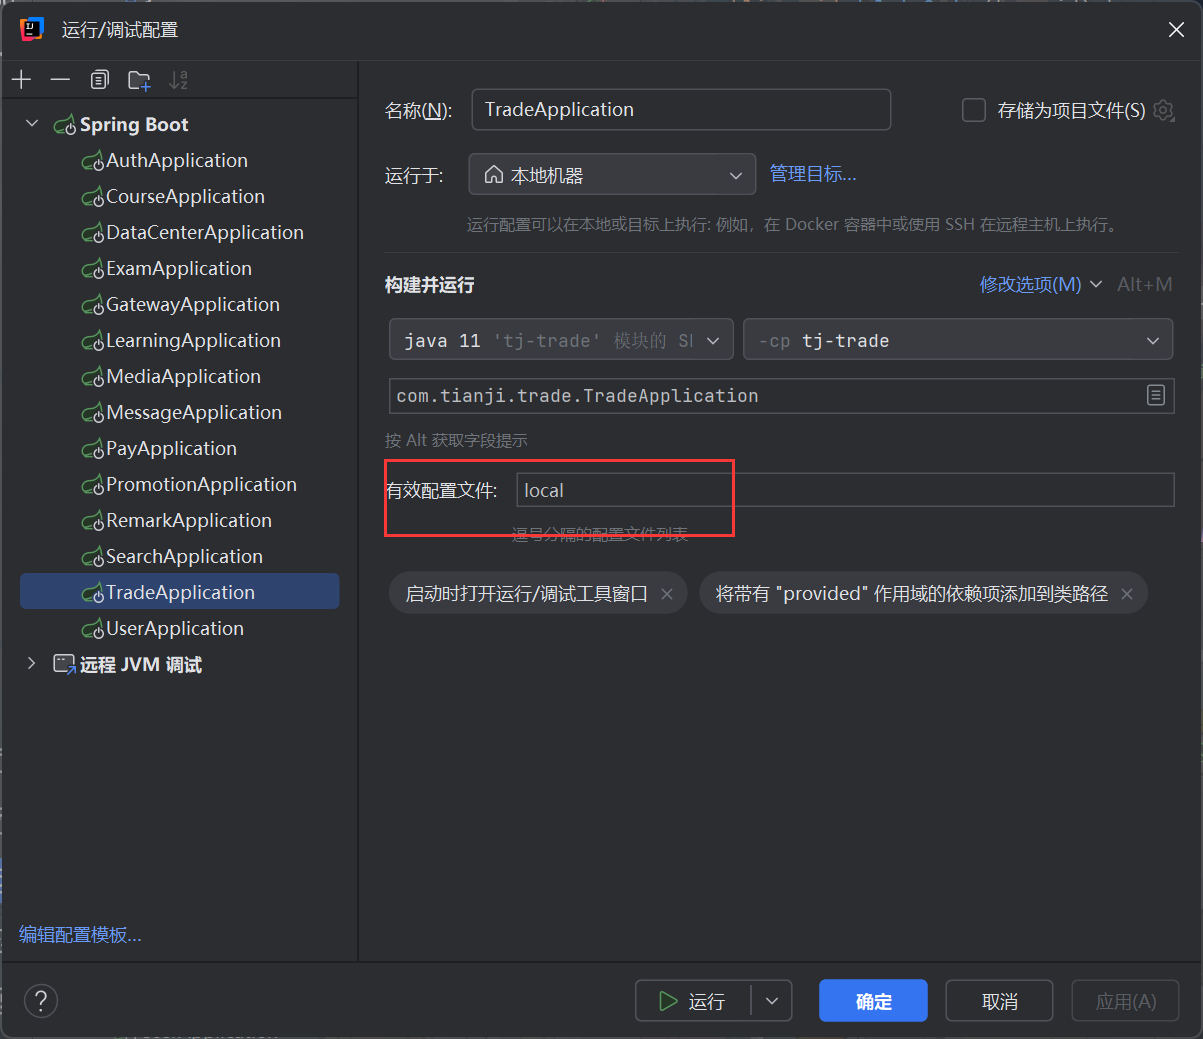 运行/调试配置
Spring Boot
AuthApplication
CourseApplication
DataCenterApplication
ExamApplication
GatewayApplication
LearningApplication
MediaApplication
MessageApplication
PayApplication
PromotionApplication
RemarkApplication
SearchApplication
TradeApplication
UserApplication
远程 JVM 调试
编辑配置模板...
名称(N): TradeApplication 存储为项目文件(S)
运行于: 本地机器 管理目标...
运行配置可以在本地或目标上执行: 例如，在 Docker 容器中或使用 SSH 在远程主机上执行。
构建并运行 修改选项(M) Alt+M
java 11 'tj-trade' 模块的 -cp tj-trade
com.tianji.trade.TradeApplication
按 Alt 获取字段提示
有效配置文件: local
逗号分隔的配置文件列表
启动时打开运行/调试工具窗口 × 将带有 "provided" 作用域的依赖项添加到类路径 ×
? 运行 确定 取消 应用(A)